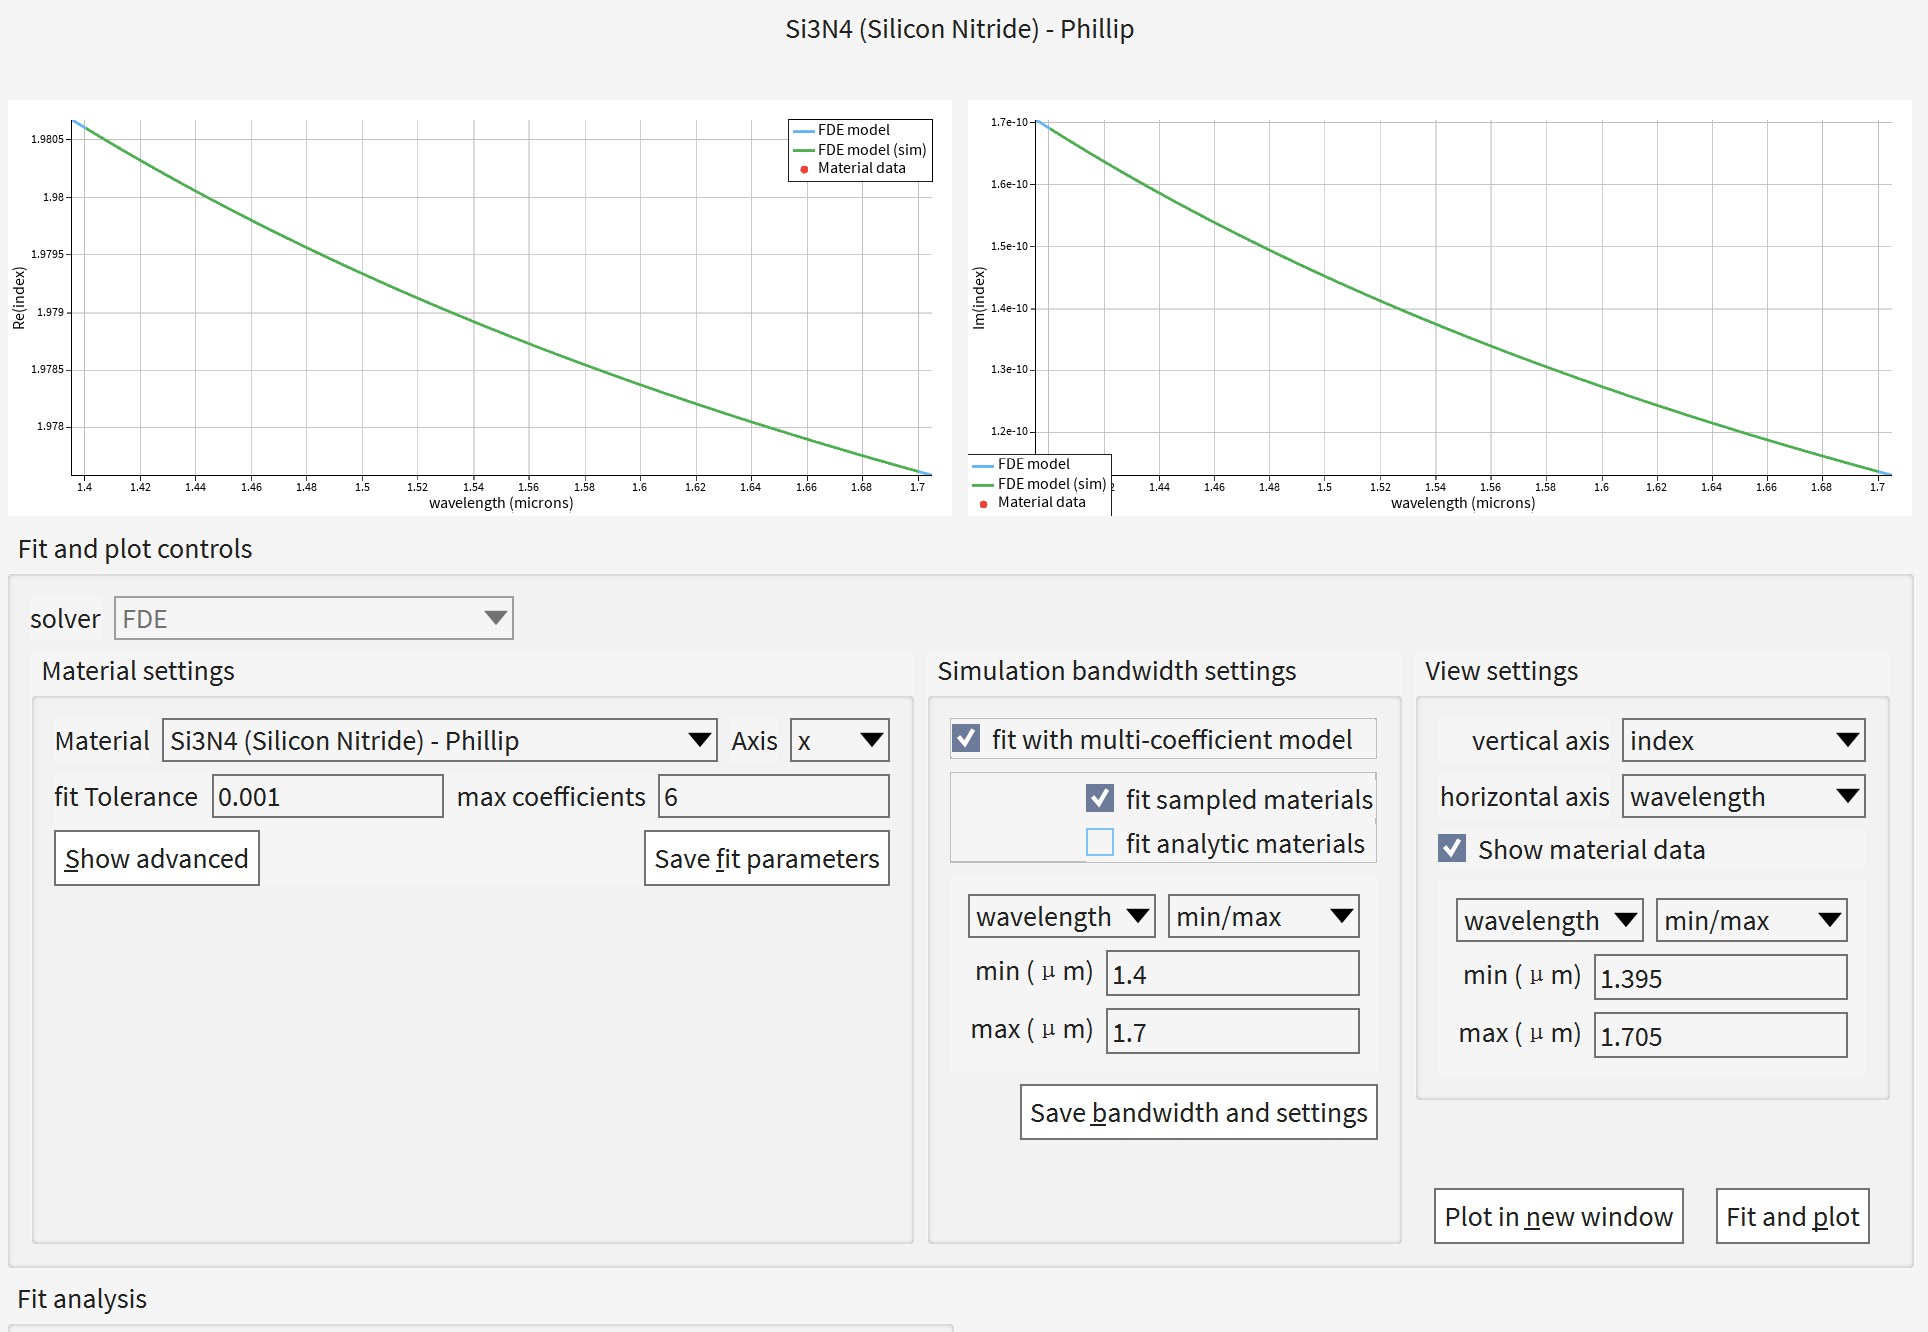 Si3N4 (Silicon Nitride) - Phillip
FDE model
FDE model (sim)
Material data
1.9805
1.98
1.9795
1.979
1.9785
1.978
Re(index)
1.4 1.42 1.44 1.46 1.48 1.5 1.52 1.54 1.56 1.58 1.6 1.62 1.64 1.66 1.68 1.7
wavelength (microns)
1.7e-10
1.6e-10
1.5e-10
1.4e-10
1.3e-10
1.2e-10
Im(index)
FDE model
FDE model (sim)
Material data
2 1.44 1.46 1.48 1.5 1.52 1.54 1.56 1.58 1.6 1.62 1.64 1.66 1.68 1.7
wavelength (microns)
Fit and plot controls
solver FDE
Material settings
Material Si3N4 (Silicon Nitride) - Phillip Axis x
fit Tolerance 0.001 max coefficients 6
Show advanced Save fit parameters
Simulation bandwidth settings
fit with multi-coefficient model
fit sampled materials
fit analytic materials
wavelength min/max
min ( μ m) 1.4
max ( μ m) 1.7
Save bandwidth and settings
View settings
vertical axis index
horizontal axis wavelength
Show material data
wavelength min/max
min ( μ m) 1.395
max ( μ m) 1.705
Plot in new window Fit and plot
Fit analysis